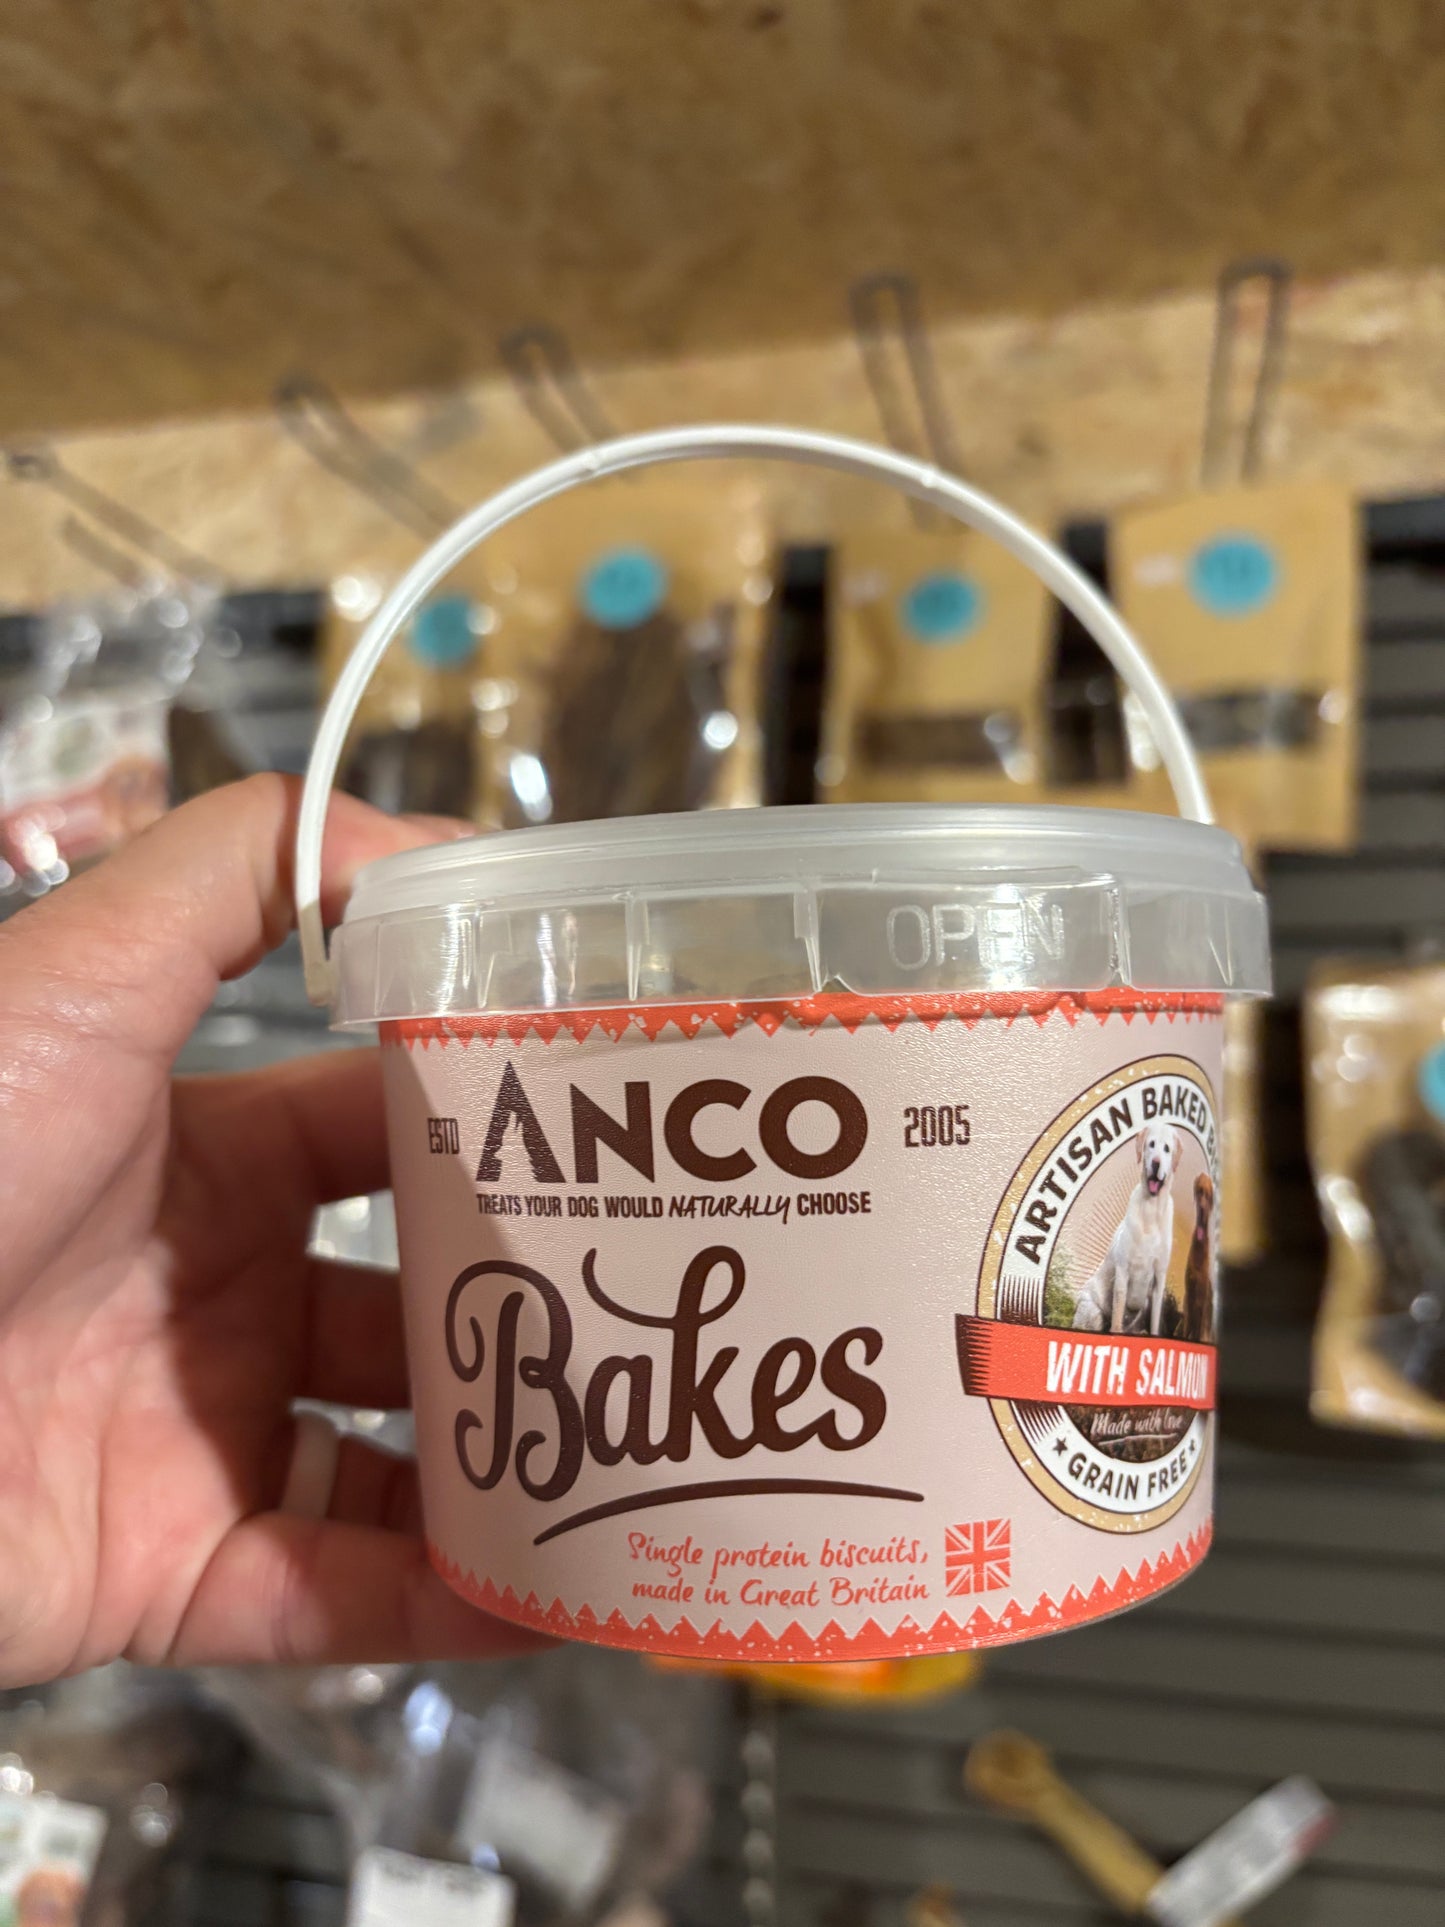 OPEN
ESTD ANCO 2005
TREATS YOUR DOG WOULD NATURALLY CHOOSE
Bakes
Single protein biscuits,
made in Great Britain
ARTISAN BAKED
WITH SALMON
Made with love
GRAIN FREE